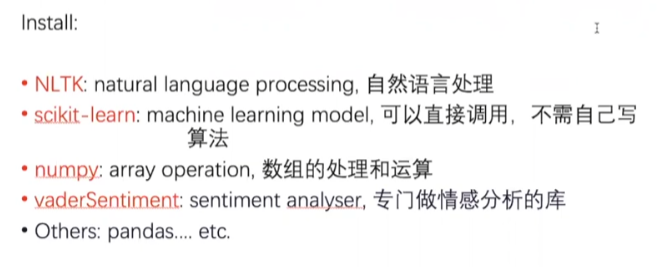 Install:
• NLTK: natural language processing, 自然语言处理
• scikit-learn: machine learning model, 可以直接调用，不需自己写
算法
• numpy: array operation, 数组的处理和运算
• vaderSentiment: sentiment analyser, 专门做情感分析的库
• Others: pandas.... etc.